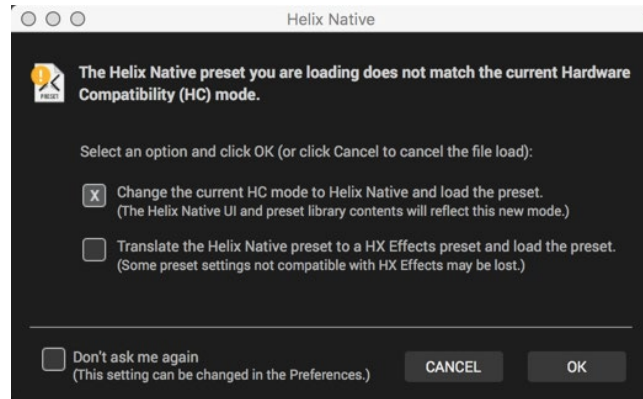 Helix Native
The Helix Native preset you are loading does not match the current Hardware
Compatibility (HC) mode.
PRESET
Select an option and click OK (or click Cancel to cancel the file load):
X Change the current HC mode to Helix Native and load the preset.
(The Helix Native UI and preset library contents will reflect this new mode.)
Translate the Helix Native preset to a HX Effects preset and load the preset.
(Some preset settings not compatible with HX Effects may be lost.)
Don't ask me again
(This setting can be changed in the Preferences.)
CANCEL
OK